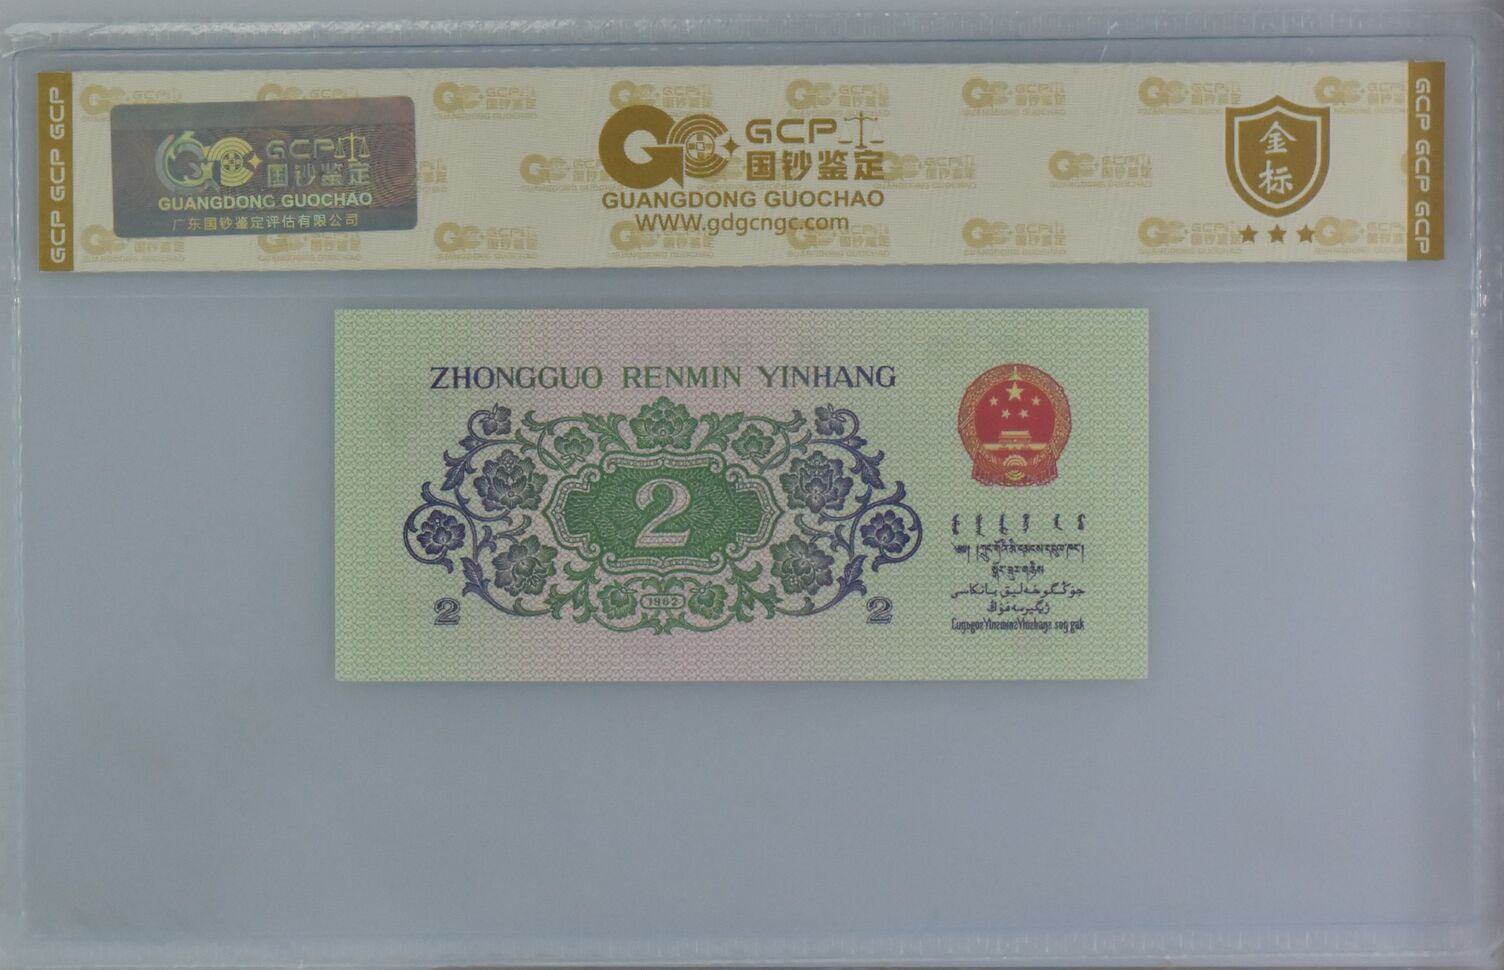 GCP GCP GCP
GCP
国钞鉴定
GUANGDONG GUOCHAO
广东国钞鉴定评估有限公司
GCP
国钞鉴定
GUANGDONG GUOCHAO
WWW.gdgcngc.com
金标
GCP GCP GCP
ZHONGGUO RENMIN YINHANG
2
1962
2
2
جۇڭگوحەلىق بانكاسى